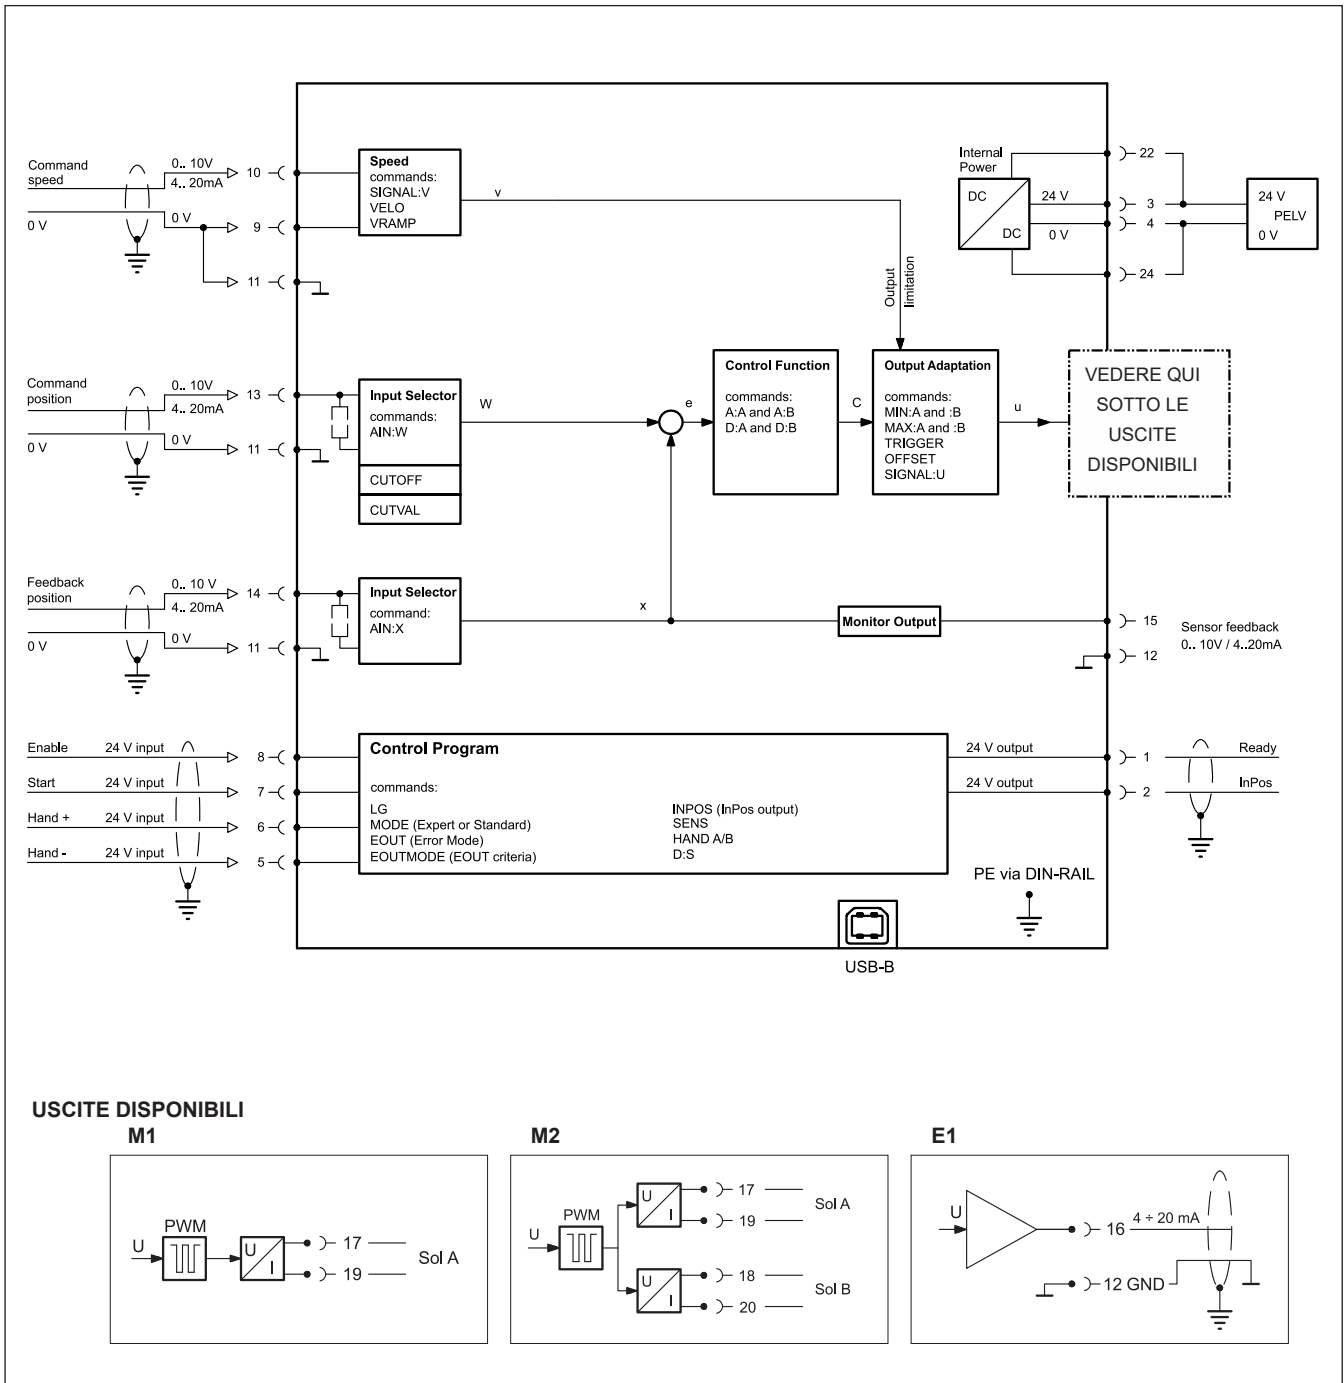 Command
speed
0 V
0.. 10V
4.. 20mA
0 V
10
9
11
Speed
commands:
SIGNAL:V
VELO
VRAMP
v
Output
limitation
Internal
Power
DC
DC
24 V
0 V
22
3
4
24
24 V
PELV
0 V
Command
position
0 V
0.. 10V
4.. 20mA
0 V
13
11
Input Selector
commands:
AIN:W
CUTOFF
CUTVAL
W
e
Control Function
commands:
A:A and A:B
D:A and D:B
C
Output Adaptation
commands:
MIN:A and :B
MAX:A and :B
TRIGGER
OFFSET
SIGNAL:U
u
VEDERE QUI
SOTTO LE
USCITE
DISPONIBILI
Feedback
position
0 V
0.. 10 V
4.. 20mA
0 V
14
11
Input Selector
command:
AIN:X
x
Monitor Output
15
12
Sensor feedback
0.. 10V / 4..20mA
Enable 24 V input 8
Start 24 V input 7
Hand + 24 V input 6
Hand - 24 V input 5
Control Program
commands:
LG
MODE (Expert or Standard)
EOUT (Error Mode)
EOUTMODE (EOUT criteria)
INPOS (InPos output)
SENS
HAND A/B
D:S
24 V output 1 Ready
24 V output 2 InPos
PE via DIN-RAIL
USB-B
USCITE DISPONIBILI
M1
U
PWM
U
I
17
19
Sol A
M2
U
PWM
U
I
17
19
Sol A
U
I
18
20
Sol B
E1
U
16 4 ÷ 20 mA
12 GND